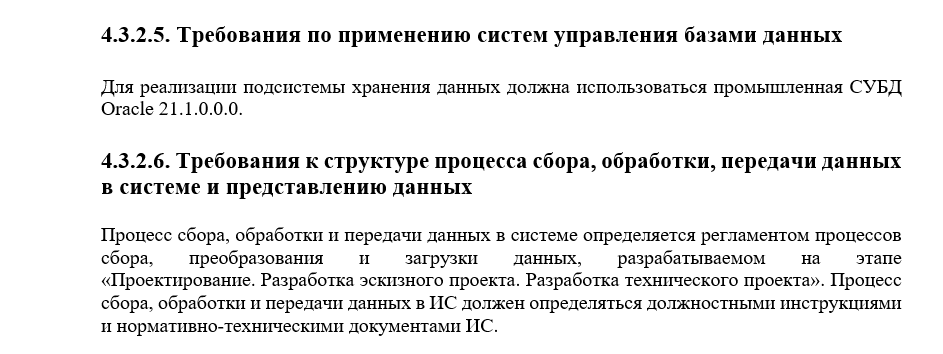 4.3.2.5. Требования по применению систем управления базами данных
Для реализации подсистемы хранения данных должна использоваться промышленная СУБД
Oracle 21.1.0.0.0.
4.3.2.6. Требования к структуре процесса сбора, обработки, передачи данных
в системе и представлению данных
Процесс сбора, обработки и передачи данных в системе определяется регламентом процессов
сбора, преобразования и загрузки данных, разрабатываемом на этапе
«Проектирование. Разработка эскизного проекта. Разработка технического проекта». Процесс
сбора, обработки и передачи данных в ИС должен определяться должностными инструкциями
и нормативно-техническими документами ИС.